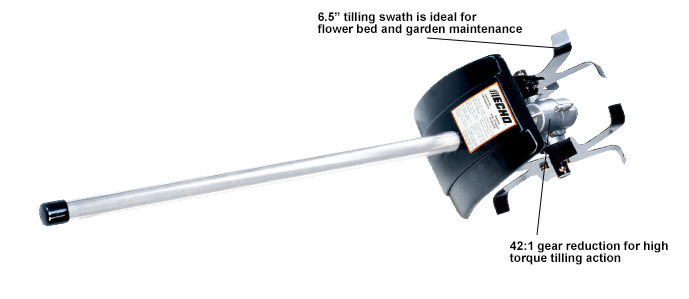 6.5” tilling swath is ideal for
flower bed and garden maintenance
ECHO
42:1 gear reduction for high
torque tilling action